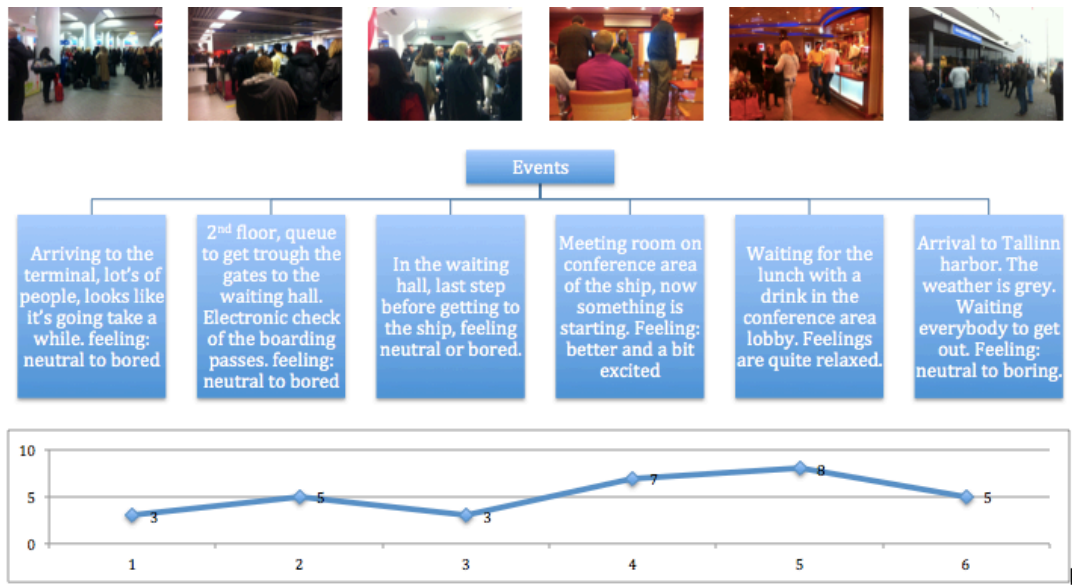 Events
Arriving to the
terminal, lot's of
people, looks like
it's going take a
while. feeling:
neutral to bored
2nd floor, queue
to get trough the
gates to the
waiting hall.
Electronic check
of the boarding
passes. feeling:
neutral to bored
In the waiting
hall, last step
before getting to
the ship, feeling
neutral or bored.
Meeting room on
conference area
of the ship, now
something is
starting. Feeling:
better and a bit
excited
Waiting for the
lunch with a
drink in the
conference area
lobby. Feelings
are quite relaxed.
Arrival to Tallinn
harbor. The
weather is grey.
Waiting
everybody to get
out. Feeling:
neutral to boring.
10
5
0
3
5
3
7
8
5
1 2 3 4 5 6